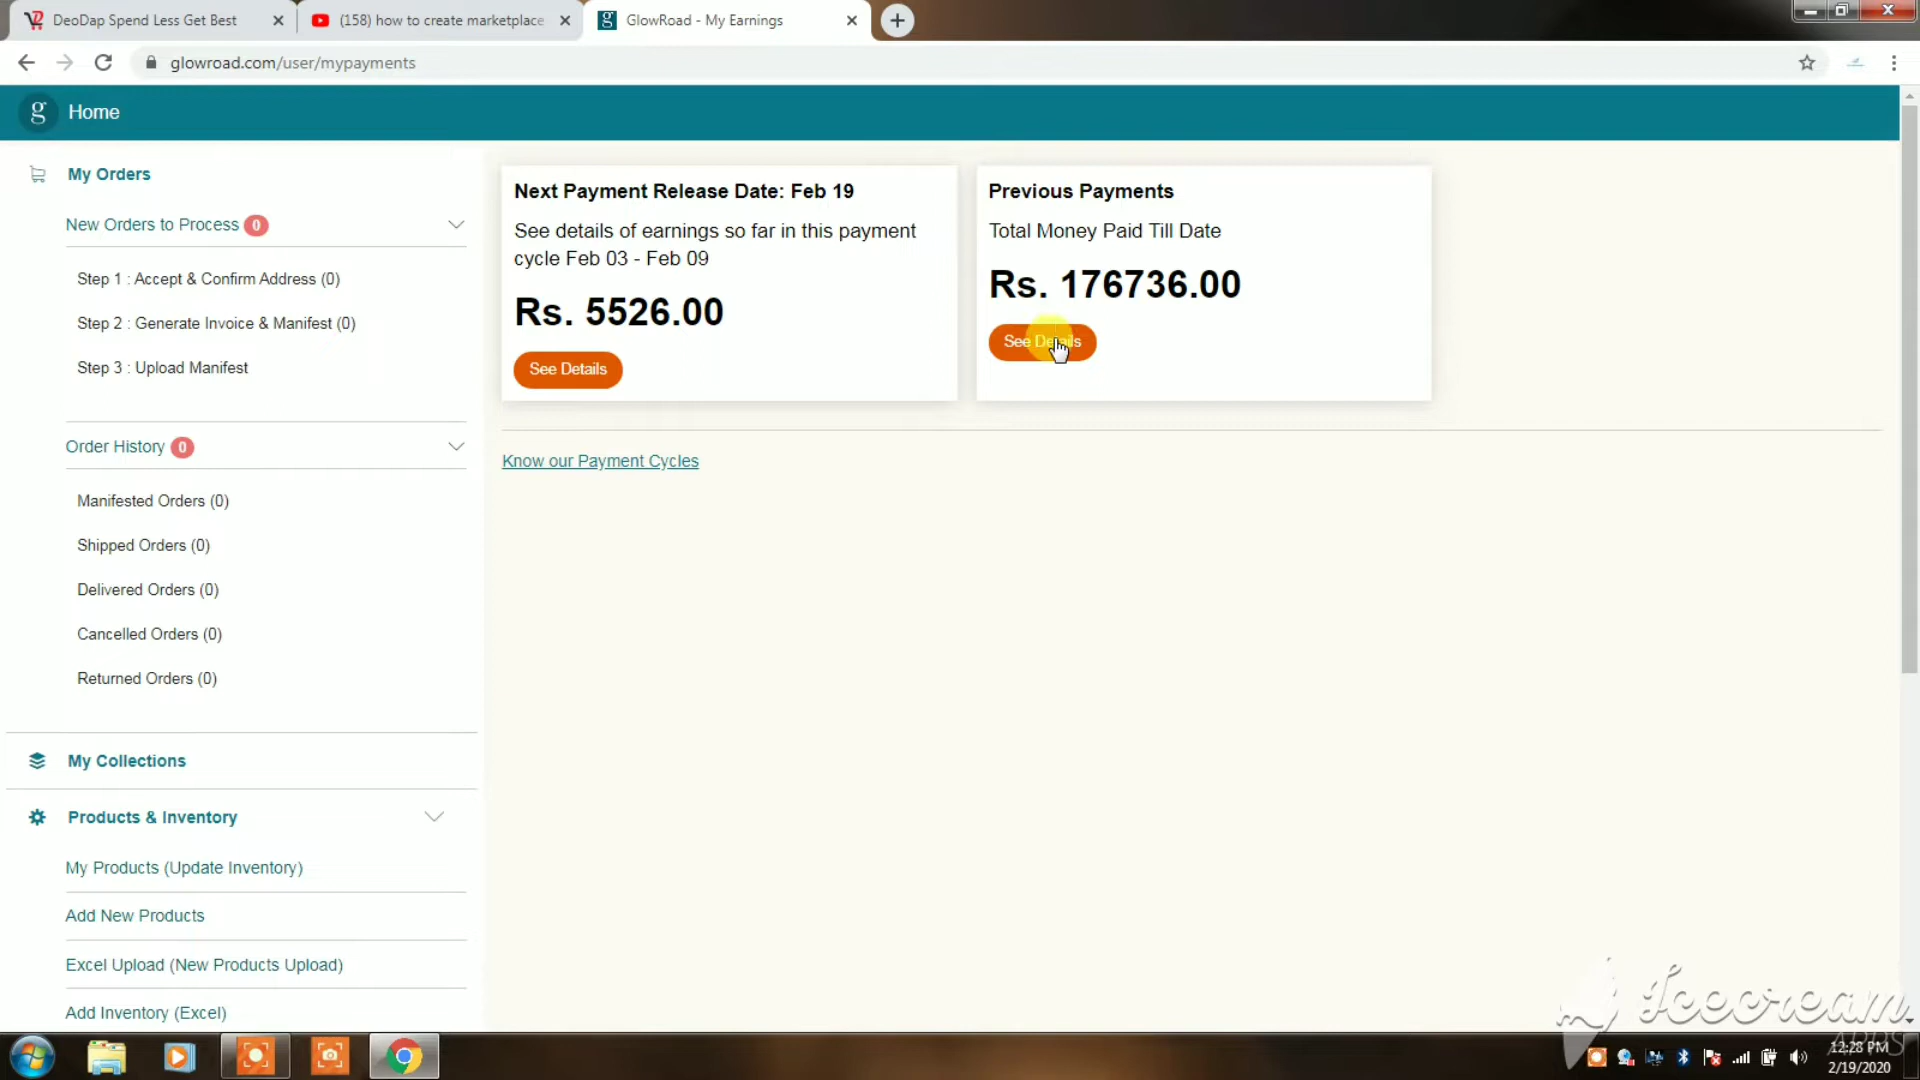 DeoDap Spend Less Get Best
(158) how to create marketplace
g GlowRoad - My Earnings
glowroad.com/user/mypayments
g Home
My Orders
New Orders to Process 0
Step 1 : Accept & Confirm Address (0)
Step 2 : Generate Invoice & Manifest (0)
Step 3 : Upload Manifest
Order History 0
Manifested Orders (0)
Shipped Orders (0)
Delivered Orders (0)
Cancelled Orders (0)
Returned Orders (0)
My Collections
Products & Inventory
My Products (Update Inventory)
Add New Products
Excel Upload (New Products Upload)
Add Inventory (Excel)
Next Payment Release Date: Feb 19
See details of earnings so far in this payment
cycle Feb 03 - Feb 09
Rs. 5526.00
See Details
Previous Payments
Total Money Paid Till Date
Rs. 176736.00
See Details
Know our Payment Cycles
Icecream
APPS
12:28 PM
2/19/2020